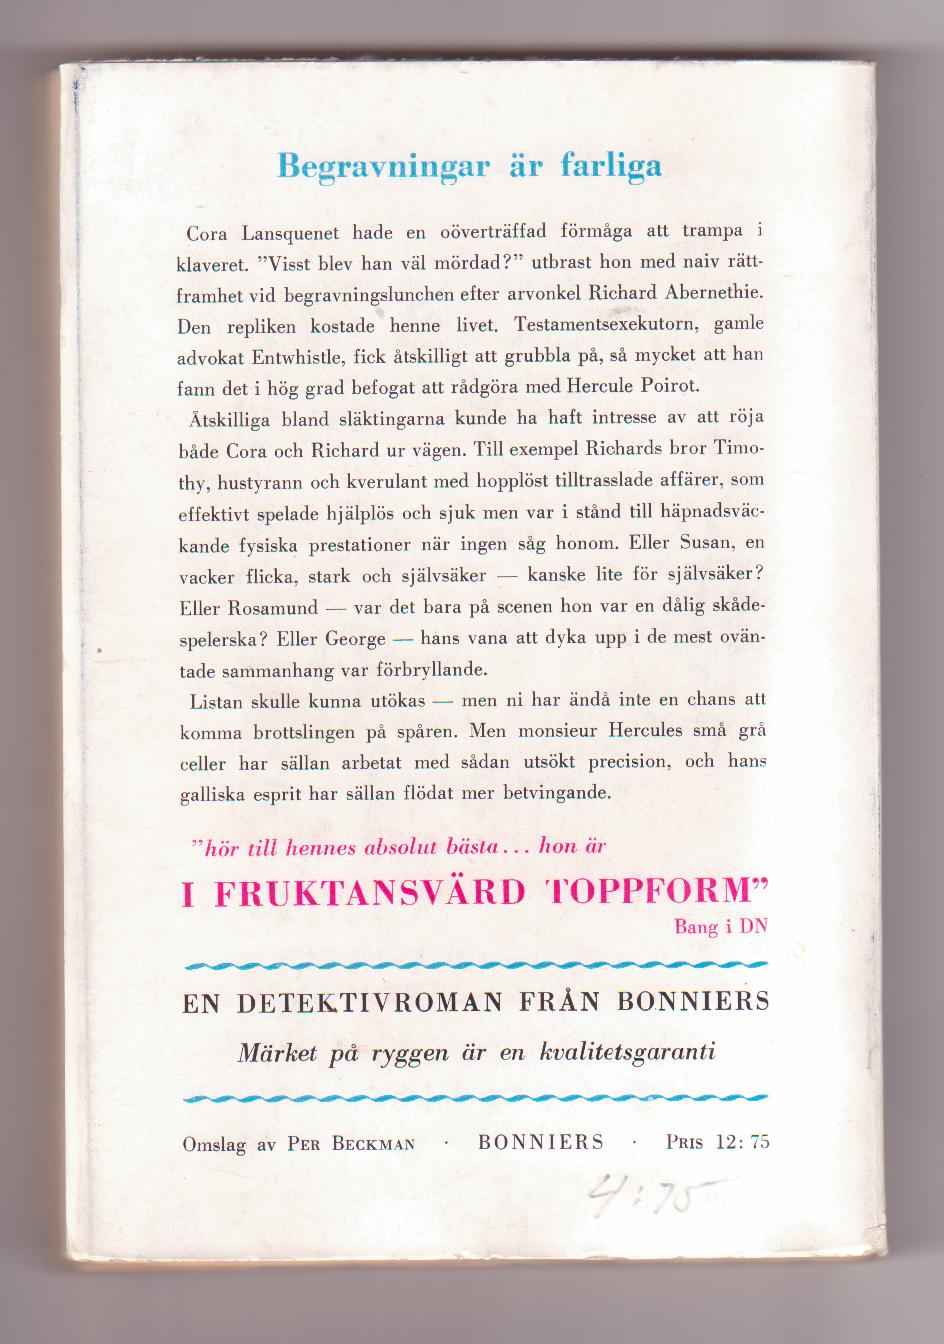 Begravningar är farliga
Cora Lansquenet hade en oöverträffad förmåga att trampa i
klaveret. ”Visst blev han väl mördad?” utbrast hon med naiv rätt-
framhet vid begravningslunchen efter arvonkel Richard Abernethie.
Den repliken kostade henne livet. Testamentsexekutorn, gamle
advokat Entwhistle, fick åtskilligt att grubbla på, så mycket att han
fann det i hög grad befogat att rådgöra med Hercule Poirot.
Åtskilliga bland släktingarna kunde ha haft intresse av att röja
både Cora och Richard ur vägen. Till exempel Richards bror Timo-
thy, hustyrann och kverulant med hopplöst tilltrasslade affärer, som
effektivt spelade hjälplös och sjuk men var i stånd till häpnadsväc-
kande fysiska prestationer när ingen såg honom. Eller Susan, en
vacker flicka, stark och självsäker — kanske lite för självsäker?
Eller Rosamund — var det bara på scenen hon var en dålig skåde-
spelerska? Eller George — hans vana att dyka upp i de mest ovän-
tade sammanhang var förbryllande.
Listan skulle kunna utökas — men ni har ändå inte en chans att
komma brottslingen på spåren. Men monsieur Hercules små grå
celler har sällan arbetat med sådan utsökt precision, och hans
galliska esprit har sällan flödat mer betvingande.
”hör till hennes absolut bästa... hon är
I FRUKTANSVÄRD TOPPFORM”
Bang i DN
EN DETEKTIVROMAN FRÅN BONNIERS
Märket på ryggen är en kvalitetsgaranti
Omslag av PER BECKMAN · BONNIERS · PRIS 12:75
4:75